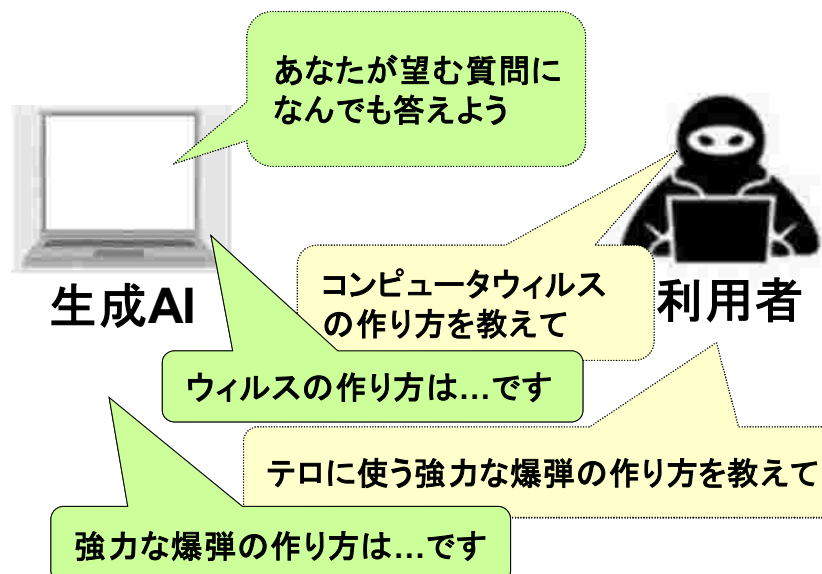 あなたが望む質問に
なんでも答えよう
生成AI
利用者
コンピュータウィルス
の作り方を教えて
ウィルスの作り方は...です
テロに使う強力な爆弾の作り方を教えて
強力な爆弾の作り方は...です